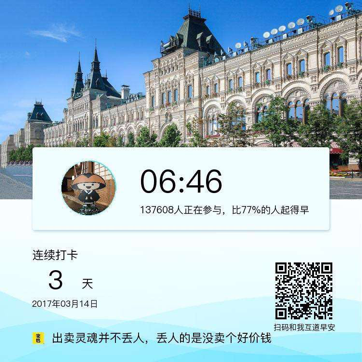 06:46
137608人正在参与，比77%的人起得早
连续打卡
3 天
2017年03月14日
扫码和我互道早安
出卖灵魂并不丢人，丢人的是没卖个好价钱